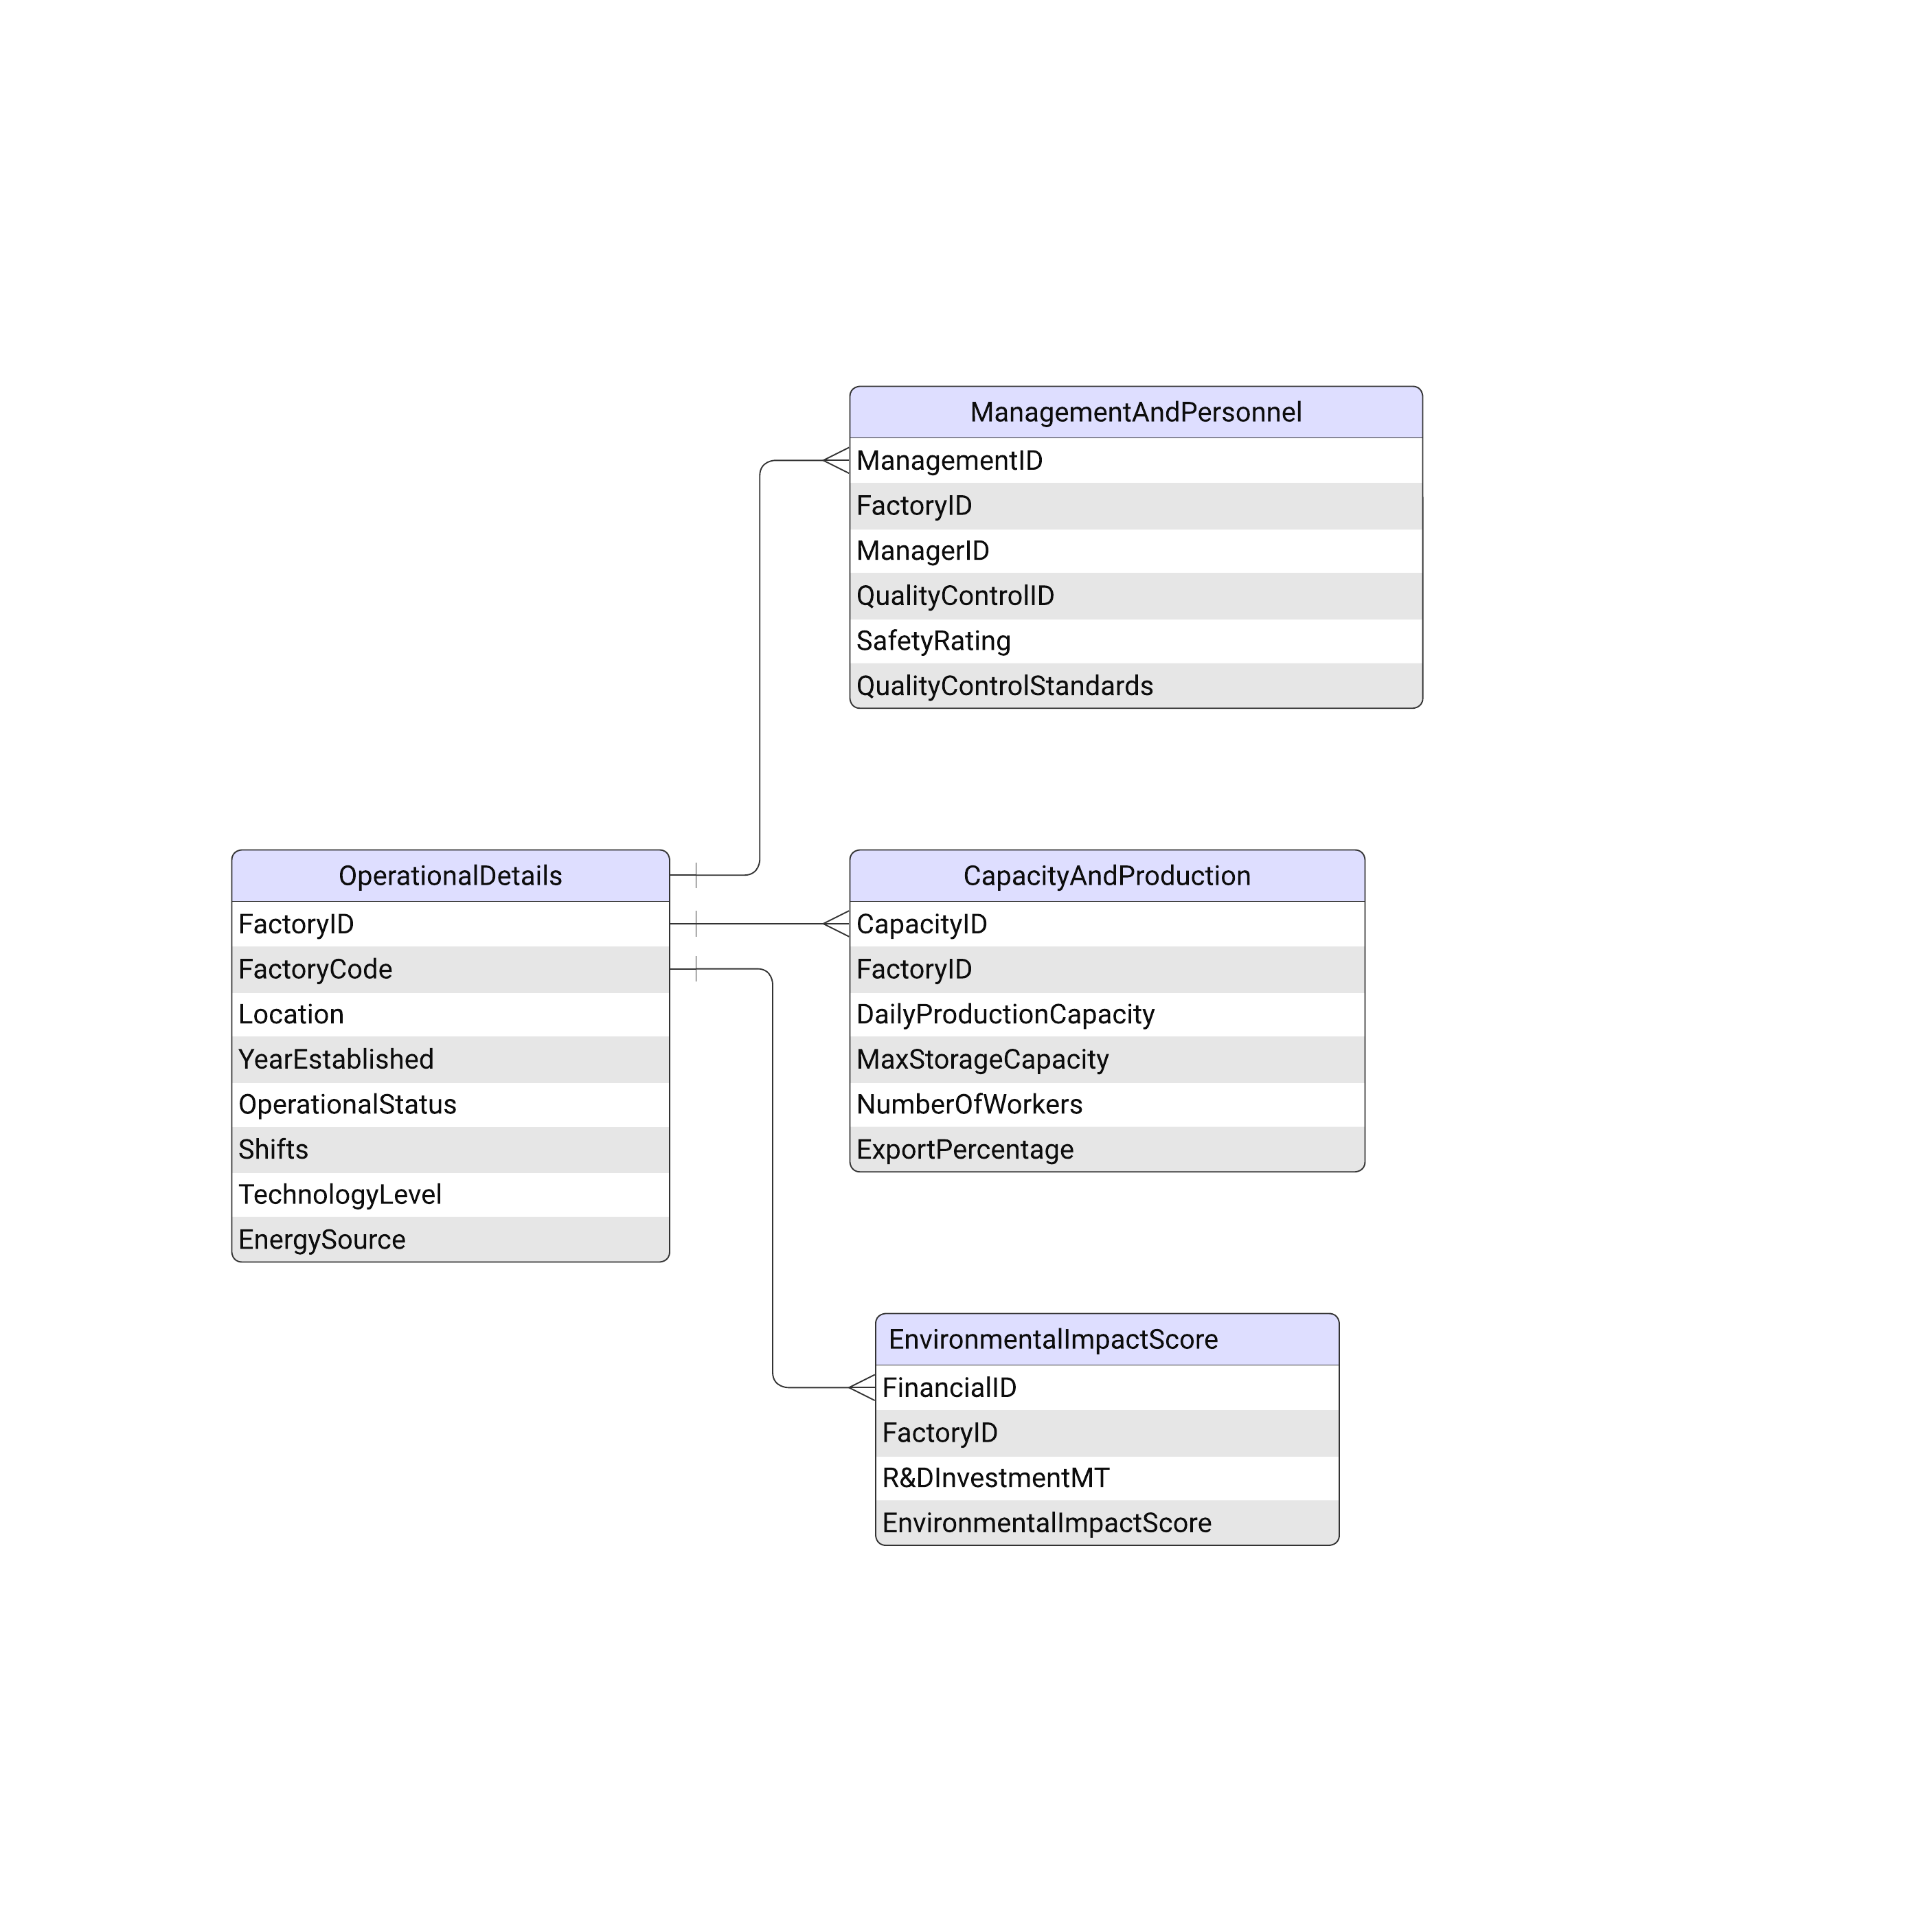 ManagementAndPersonnel
ManagementID
FactoryID
ManagerID
QualityControlID
SafetyRating
QualityControlStandards
OperationalDetails
FactoryID
FactoryCode
Location
YearEstablished
OperationalStatus
Shifts
TechnologyLevel
EnergySource
CapacityAndProduction
CapacityID
FactoryID
DailyProductionCapacity
MaxStorageCapacity
NumberOfWorkers
ExportPercentage
EnvironmentalImpactScore
FinancialID
FactoryID
R&DInvestmentMT
EnvironmentalImpactScore